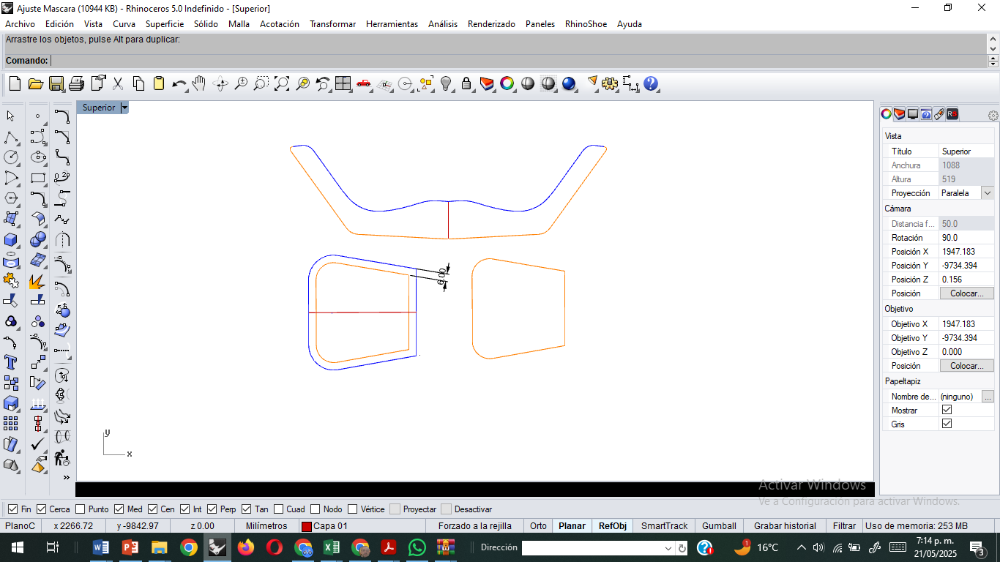 Ajuste Mascara (10944 KB) - Rhinoceros 5.0 Indefinido - [Superior]
Archivo Edición Vista Curva Superficie Sólido Malla Acotación Transformar Herramientas Análisis Renderizado Paneles RhinoShoe Ayuda
Arrastre los objetos, pulse Alt para duplicar:
Comando:
Superior
6.00
y
x
Vista
Título Superior
Anchura 1088
Altura 519
Proyección Paralela
Cámara
Distancia f... 50.0
Rotación 90.0
Posición X 1947.183
Posición Y -9734.394
Posición Z 0.156
Posición Colocar...
Objetivo
Objetivo X 1947.183
Objetivo Y -9734.394
Objetivo Z 0.000
Posición Colocar...
Papeltapiz
Nombre de... (ninguno) ...
Mostrar
Gris
Activar Windows
Ve a Configuración para activar Windows.
Fin Cerca Punto Med Cen Int Perp Tan Cuad Nodo Vértice Proyectar Desactivar
PlanoC x 2266.72 y -9842.97 z 0.00 Milímetros Capa 01 Forzado a la rejilla Orto Planar RefObj SmartTrack Gumball Grabar historial Filtrar Uso de memoria: 253 MB
Dirección 16°C 7:14 p. m.
21/05/2025
3